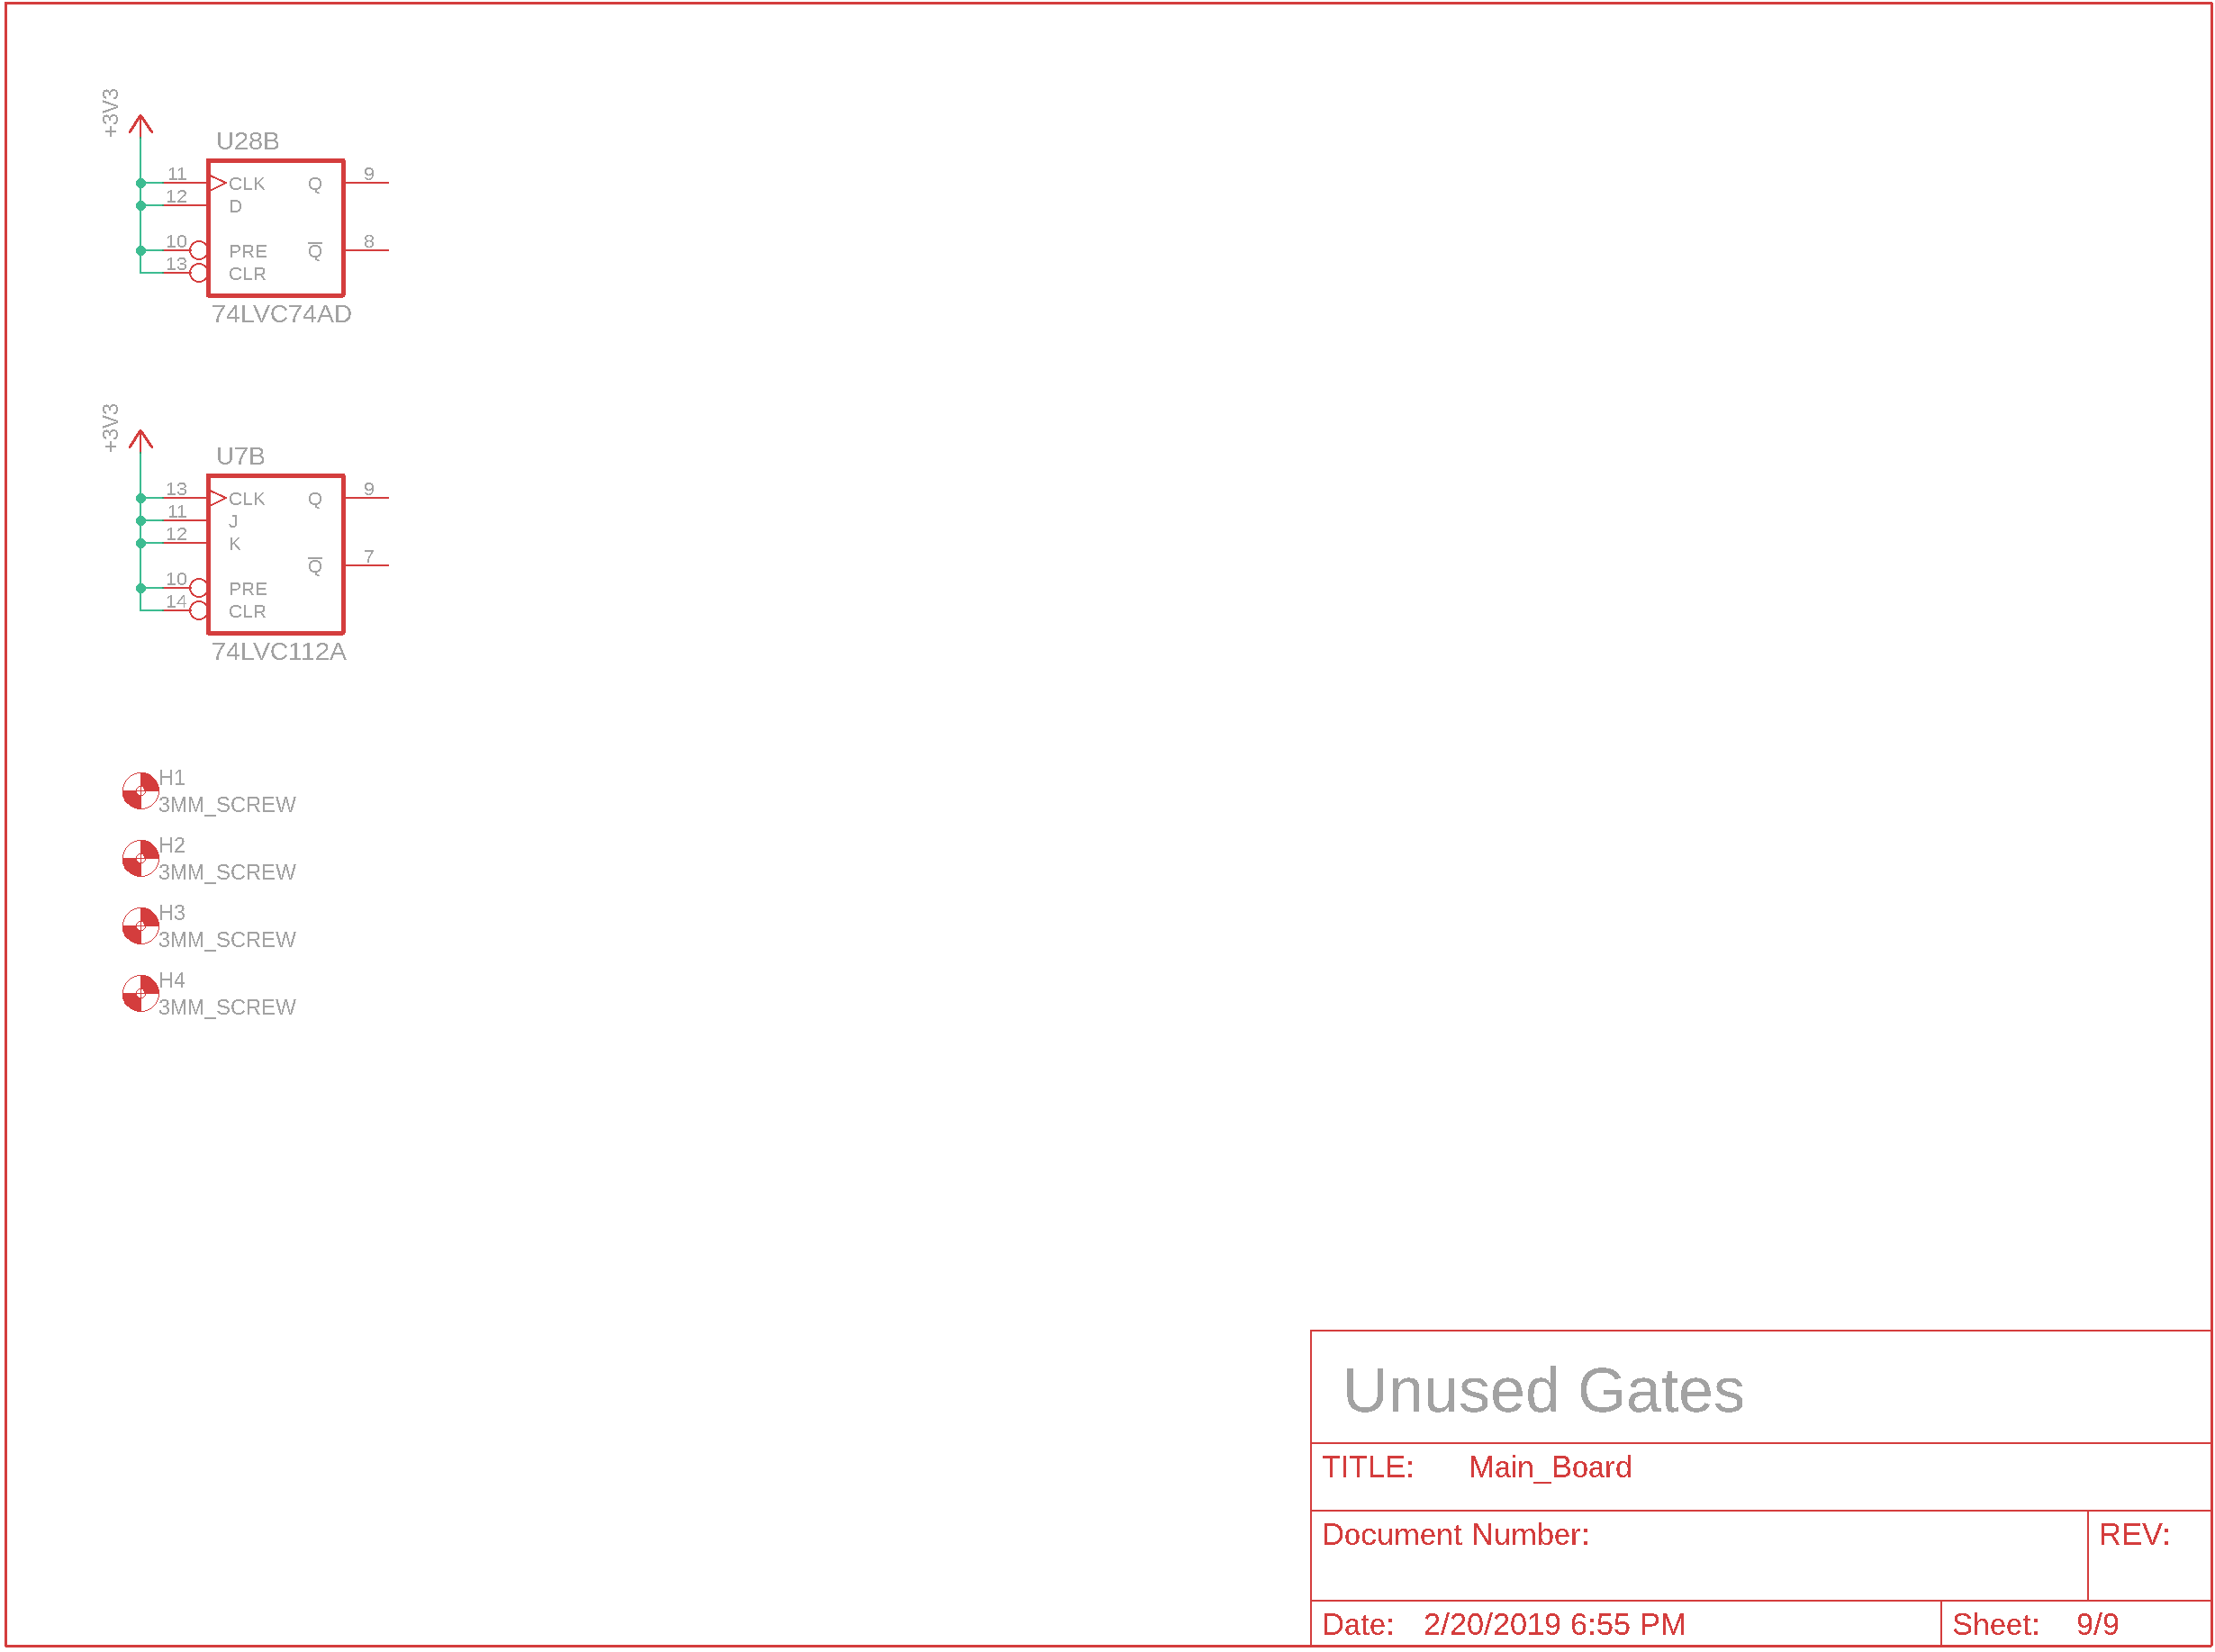 +3V3
U28B
11 CLK Q 9
12 D
10 PRE Q 8
13 CLR
74LVC74AD
+3V3
U7B
13 CLK Q 9
11 J
12 K
Q 7
10 PRE
14 CLR
74LVC112A
H1
3MM_SCREW
H2
3MM_SCREW
H3
3MM_SCREW
H4
3MM_SCREW
Unused Gates
TITLE: Main_Board
Document Number: REV:
Date: 2/20/2019 6:55 PM Sheet: 9/9